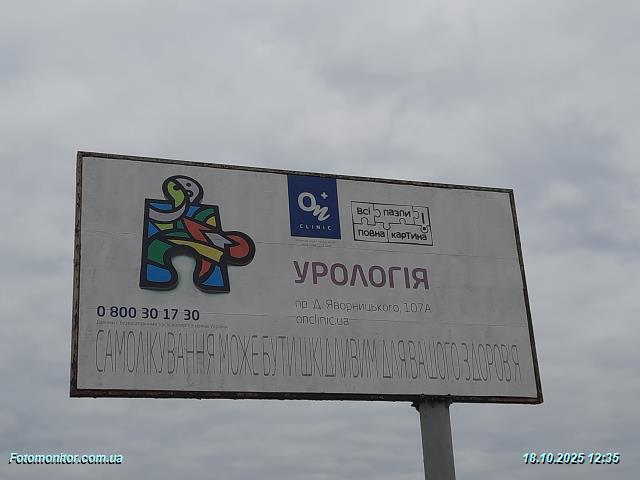 On+
CLINIC
всі пазли
повна картина
УРОЛОГІЯ
0 800 30 17 30
пр. Д. Яворницького, 107А
onclinic.ua
САМОЛІКУВАННЯ МОЖЕ БУТИ ШКІДЛИВИМ ДЛЯ ВАШОГО ЗДОРОВ'Я
Fotomonitor.com.ua
18.10.2025 12:35